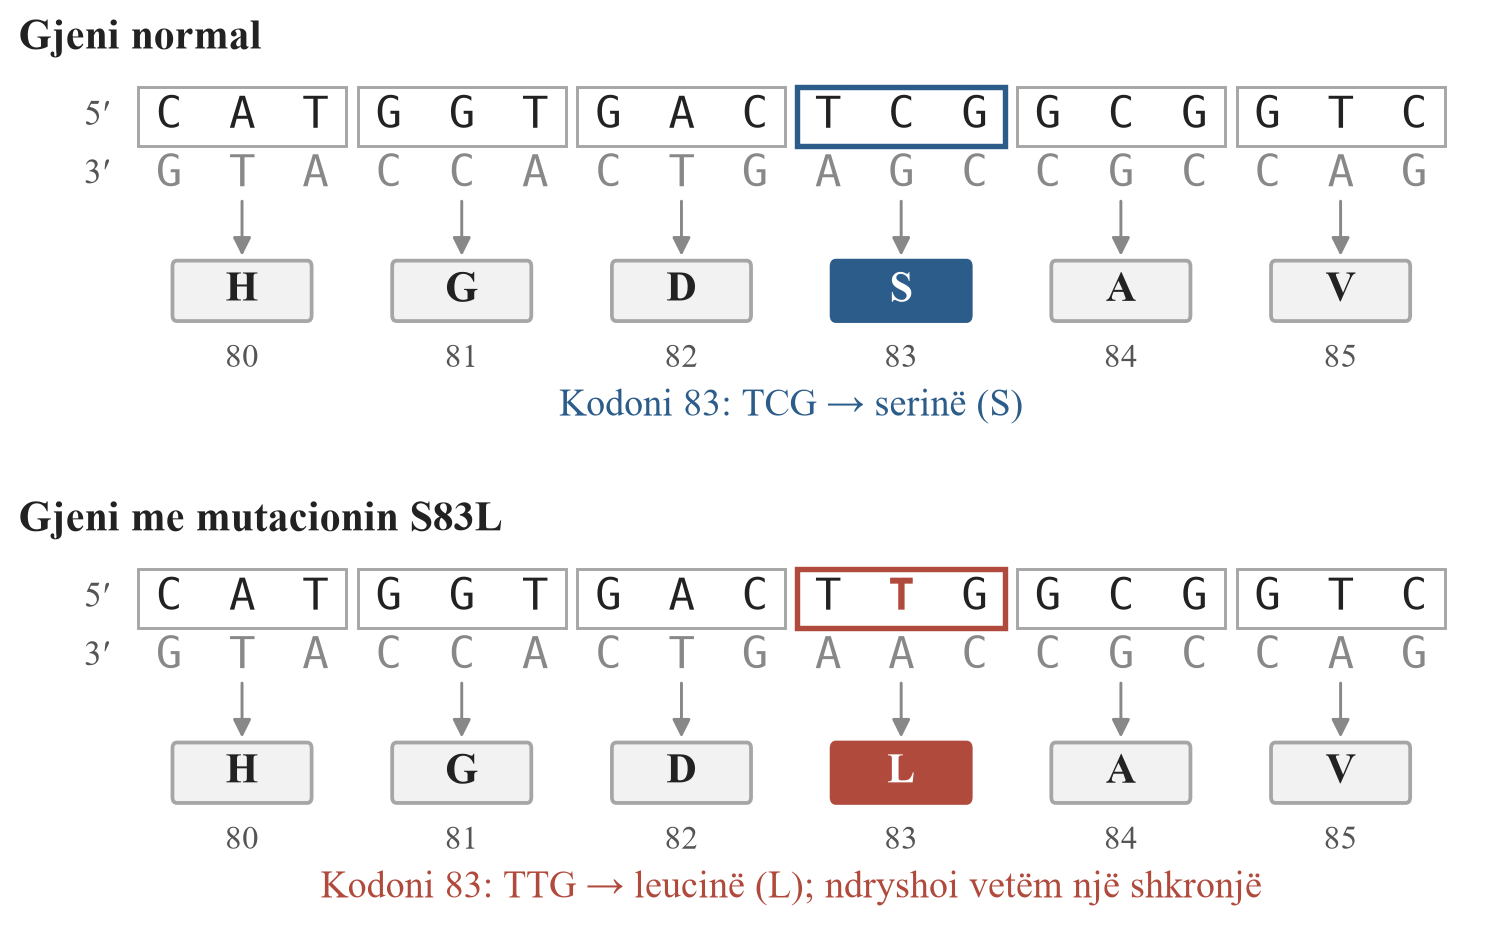 Gjeni normal
5′ C A T G G T G A C T C G G C G G T C
3′ G T A C C A C T G A G C C G C C A G
H G D S A V
80 81 82 83 84 85
Kodoni 83: TCG → serinë (S)
Gjeni me mutacionin S83L
5′ C A T G G T G A C T T G G C G G T C
3′ G T A C C A C T G A A C C G C C A G
H G D L A V
80 81 82 83 84 85
Kodoni 83: TTG → leucinë (L); ndryshoi vetëm një shkronjë